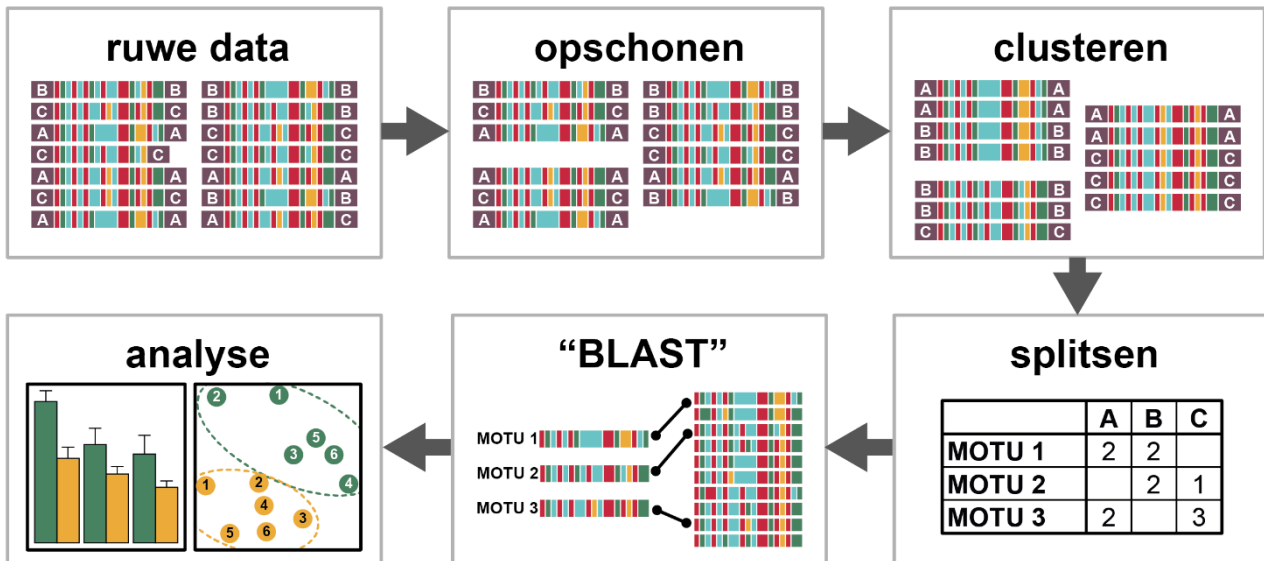 ruwe data
B B
C C
A A
C C
A A
C C
A A
B B
B B
C C
C C
A A
B B
A C
opschonen
B B
C C
A A
A A
C C
A A
B B
B B
C C
C C
A A
B B
clusteren
A A
A A
B B
B B
B B
B B
C C
A A
A A
C C
C C
C C
analyse
2 1
5
3 6
4
1 2
4
3
5 6
“BLAST”
MOTU 1
MOTU 2
MOTU 3
splitsen
A B C
MOTU 1 2 2
MOTU 2 2 1
MOTU 3 2 3